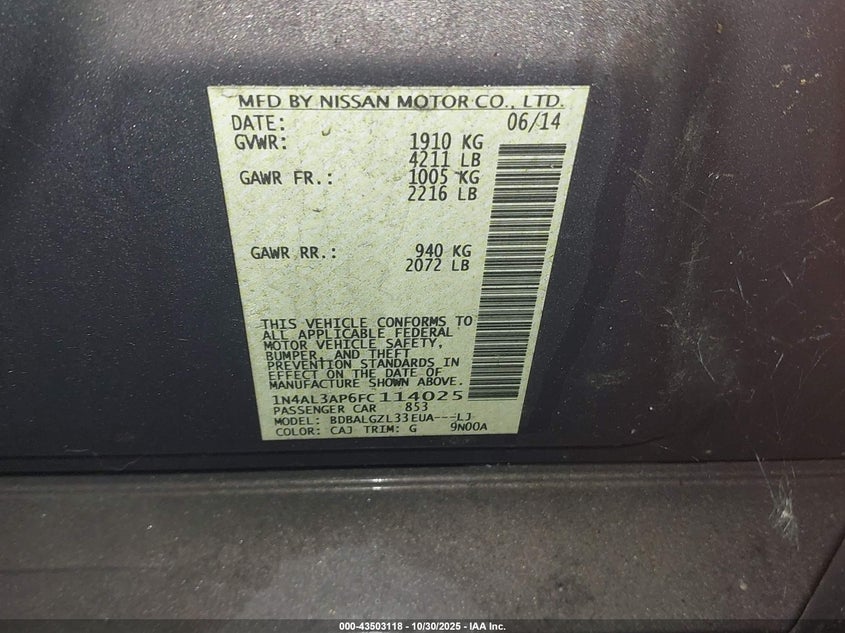 MFD BY NISSAN MOTOR CO., LTD.
DATE: 06/14
GVWR: 1910 KG
4211 LB
GAWR FR.: 1005 KG
2216 LB
GAWR RR.: 940 KG
2072 LB
THIS VEHICLE CONFORMS TO
ALL APPLICABLE FEDERAL
MOTOR VEHICLE SAFETY,
BUMPER, AND THEFT
PREVENTION STANDARDS IN
EFFECT ON THE DATE OF
MANUFACTURE SHOWN ABOVE.
1N4AL3AP6FC114025
PASSENGER CAR 853
MODEL: BDBALGZL33EUA---LJ
COLOR: CAJ TRIM: G 9N00A
000-43503118 - 10/30/2025 - IAA Inc.